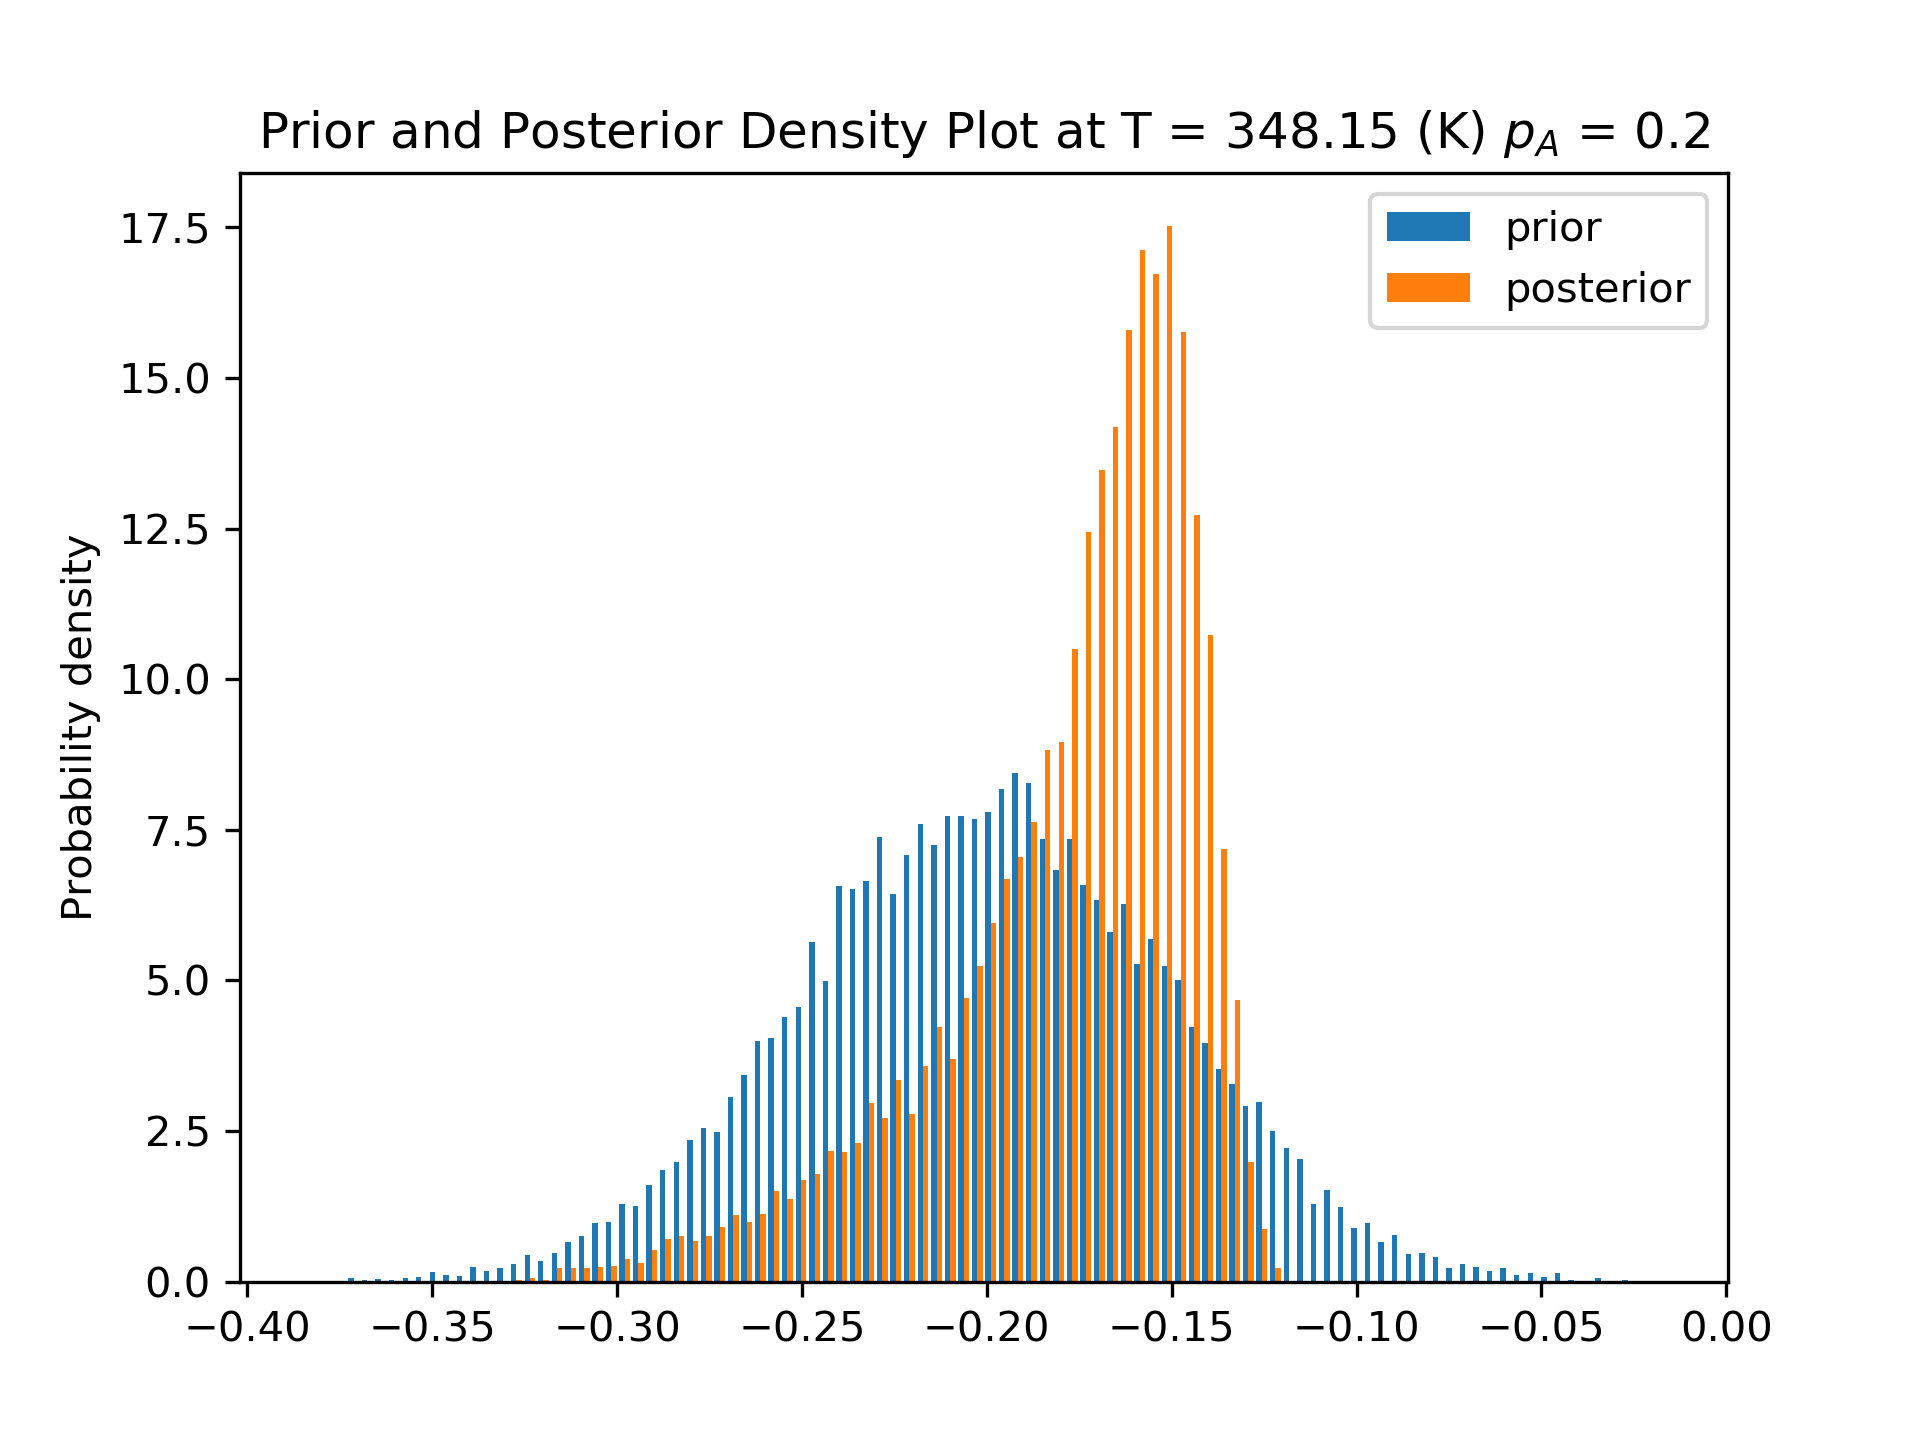 Prior and Posterior Density Plot at T = 348.15 (K) $p_A$ = 0.2
prior
posterior
Probability density
17.5
15.0
12.5
10.0
7.5
5.0
2.5
0.0
−0.40 −0.35 −0.30 −0.25 −0.20 −0.15 −0.10 −0.05 0.00